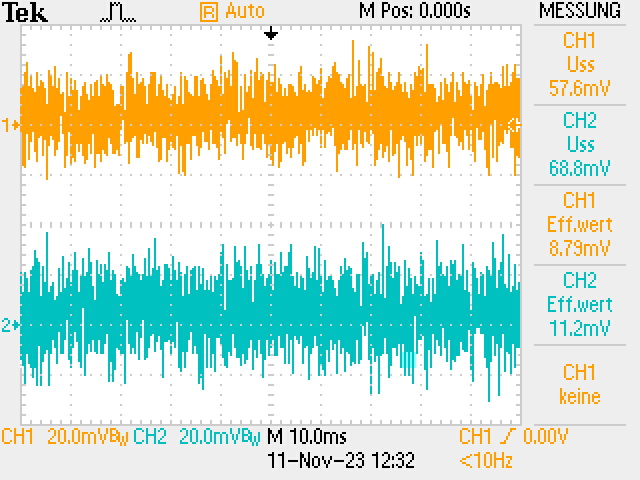 Tek R Auto M Pos: 0.000s MESSUNG
CH1
Uss
57.6mV
CH2
Uss
68.8mV
CH1
Eff.wert
8.79mV
CH2
Eff.wert
11.2mV
CH1
keine
1
2
CH1 20.0mVBW CH2 20.0mVBW M 10.0ms CH1 0.00V
11-Nov-23 12:32 <10Hz